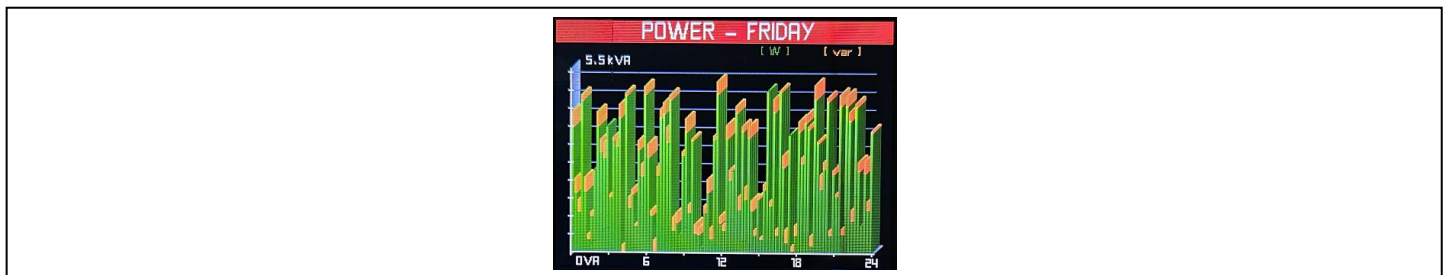 POWER - FRIDAY
[ W ] [ var ]
5.5kVA
0VA 6 12 18 24